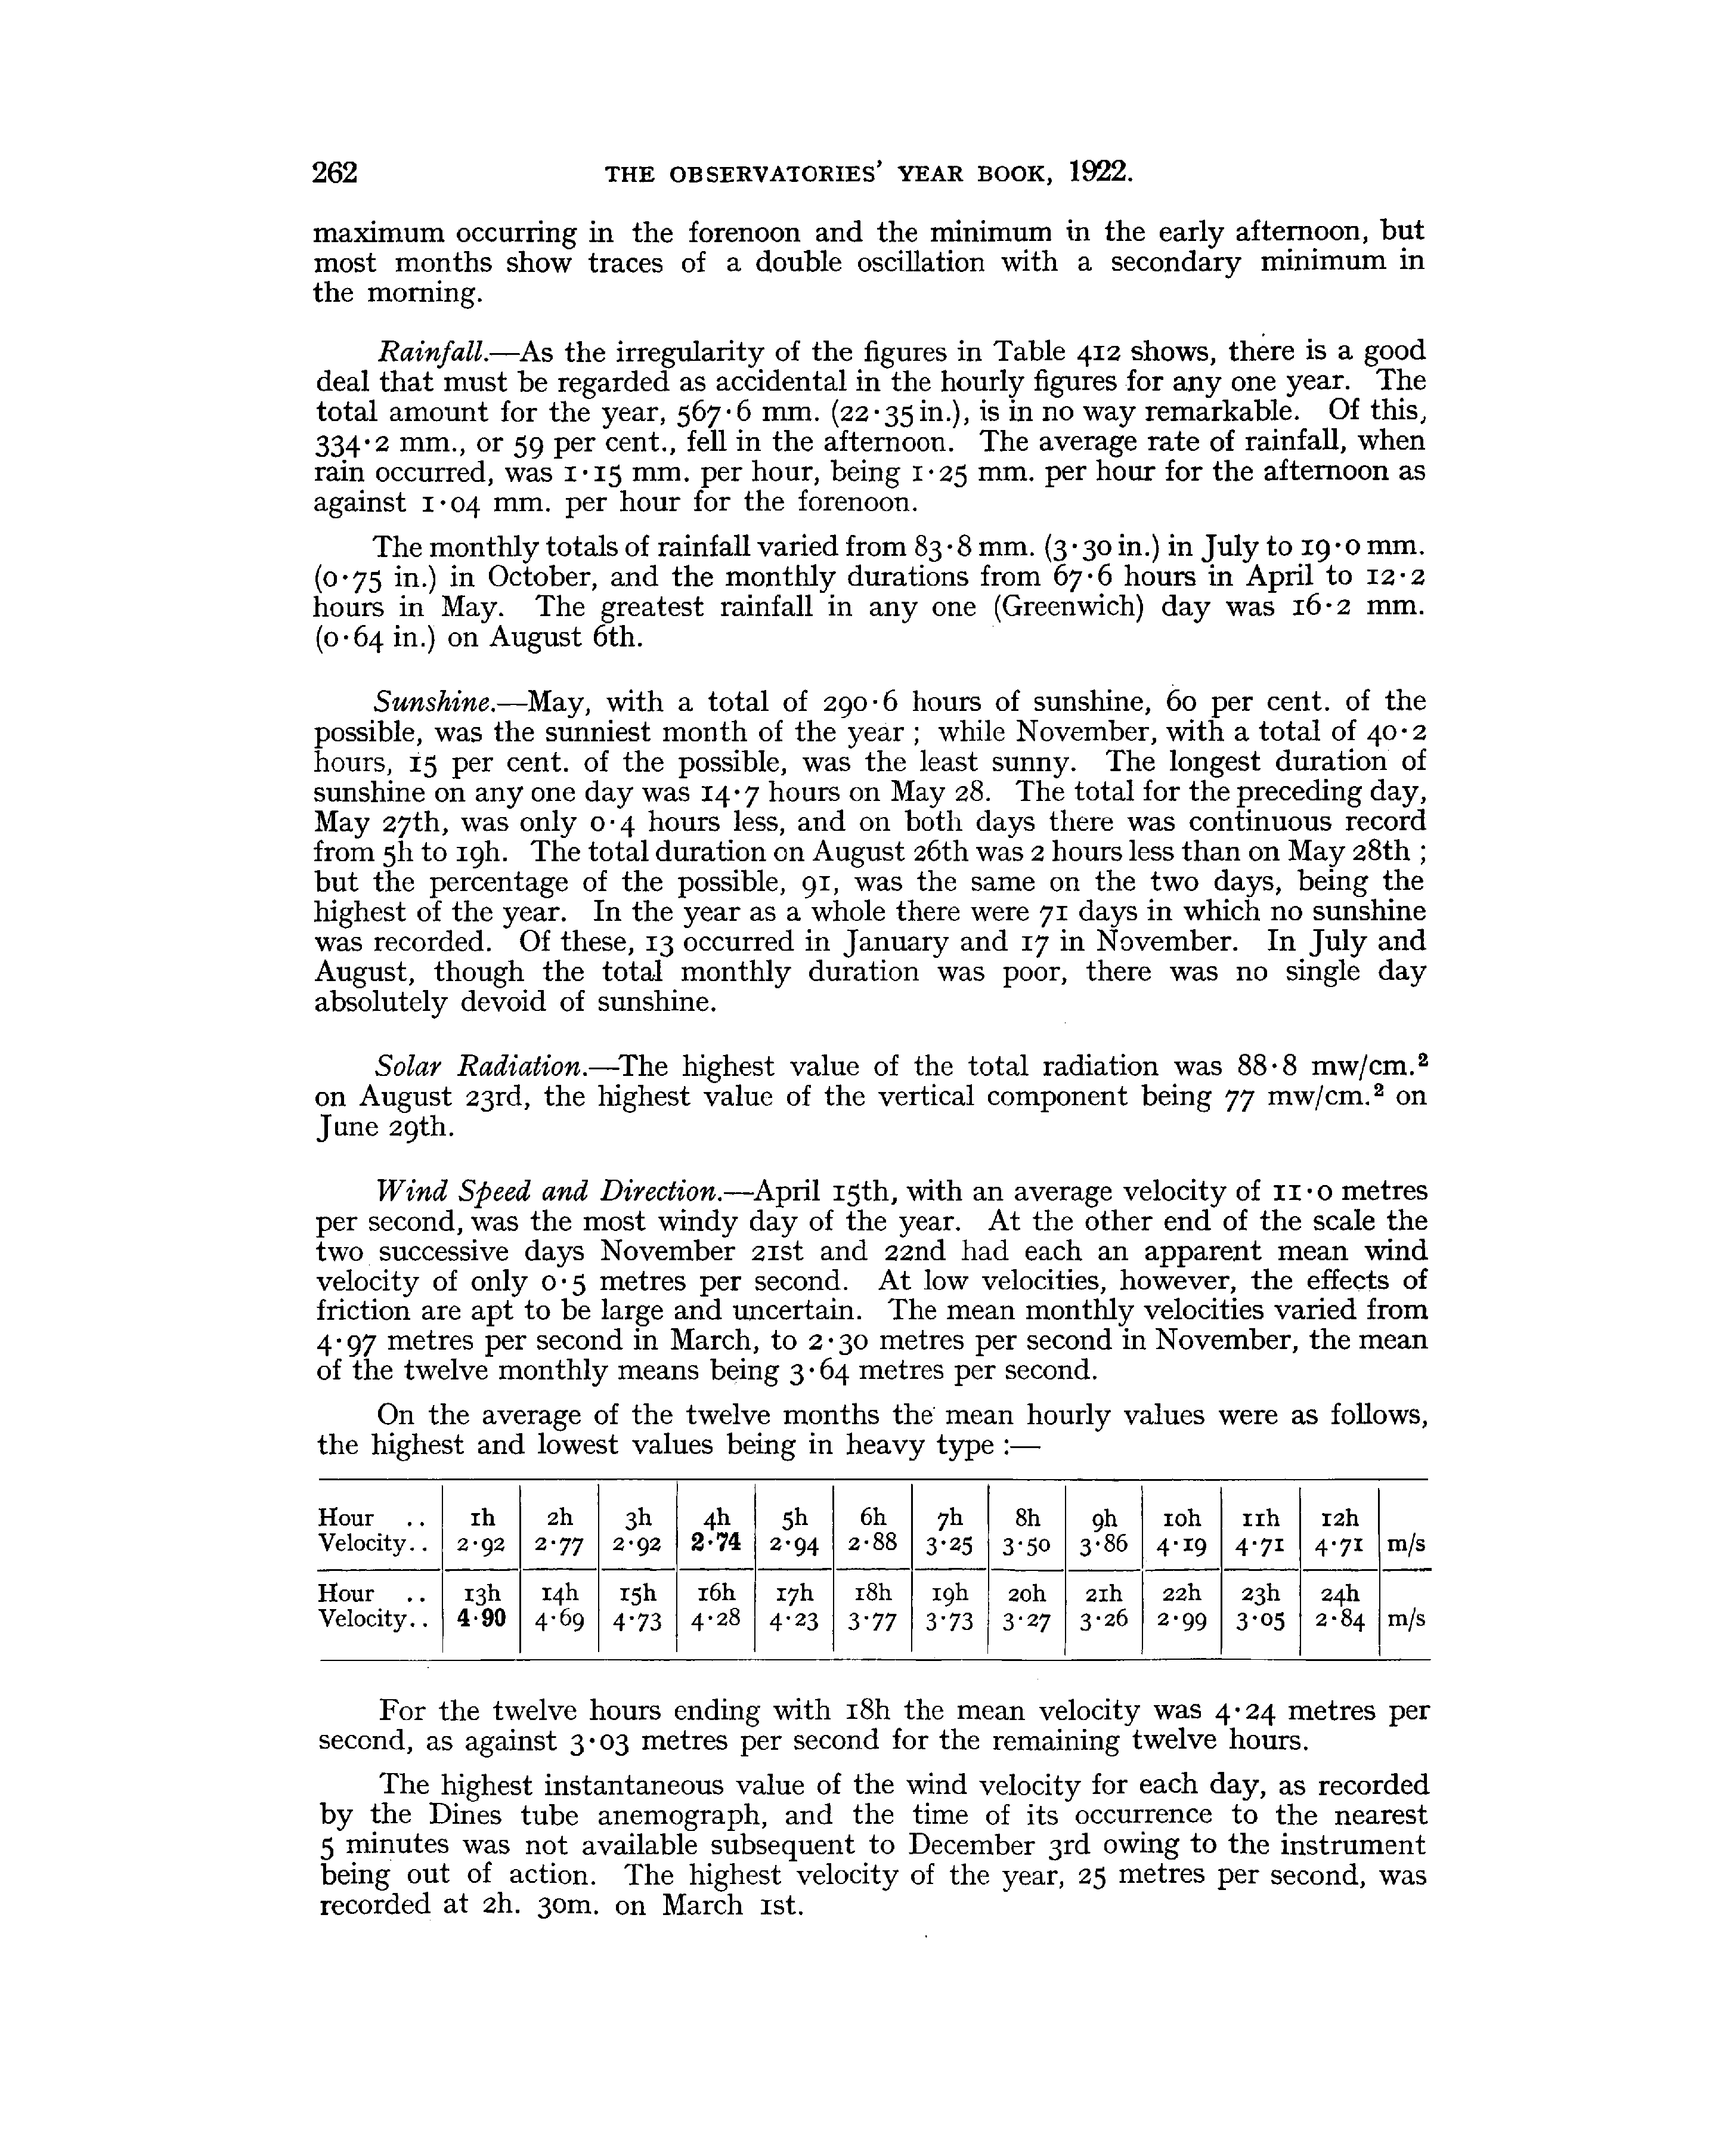 262 THE OBSERVATORIES' YEAR BOOK, 1922.
maximum occurring in the forenoon and the minimum in the early afternoon, but
most months show traces of a double oscillation with a secondary minimum in
the morning.
Rainfall.—As the irregularity of the figures in Table 412 shows, there is a good
deal that must be regarded as accidental in the hourly figures for any one year. The
total amount for the year, 567·6 mm. (22·35 in.), is in no way remarkable. Of this,
334·2 mm., or 59 per cent., fell in the afternoon. The average rate of rainfall, when
rain occurred, was 1·15 mm. per hour, being 1·25 mm. per hour for the afternoon as
against 1·04 mm. per hour for the forenoon.
The monthly totals of rainfall varied from 83·8 mm. (3·30 in.) in July to 19·0 mm.
(0·75 in.) in October, and the monthly durations from 67·6 hours in April to 12·2
hours in May. The greatest rainfall in any one (Greenwich) day was 16·2 mm.
(0·64 in.) on August 6th.
Sunshine.—May, with a total of 290·6 hours of sunshine, 60 per cent. of the
possible, was the sunniest month of the year ; while November, with a total of 40·2
hours, 15 per cent. of the possible, was the least sunny. The longest duration of
sunshine on any one day was 14·7 hours on May 28. The total for the preceding day,
May 27th, was only 0·4 hours less, and on both days there was continuous record
from 5h to 19h. The total duration on August 26th was 2 hours less than on May 28th ;
but the percentage of the possible, 91, was the same on the two days, being the
highest of the year. In the year as a whole there were 71 days in which no sunshine
was recorded. Of these, 13 occurred in January and 17 in November. In July and
August, though the total monthly duration was poor, there was no single day
absolutely devoid of sunshine.
Solar Radiation.—The highest value of the total radiation was 88·8 mw/cm.²
on August 23rd, the highest value of the vertical component being 77 mw/cm.² on
June 29th.
Wind Speed and Direction.—April 15th, with an average velocity of 11·0 metres
per second, was the most windy day of the year. At the other end of the scale the
two successive days November 21st and 22nd had each an apparent mean wind
velocity of only 0·5 metres per second. At low velocities, however, the effects of
friction are apt to be large and uncertain. The mean monthly velocities varied from
4·97 metres per second in March, to 2·30 metres per second in November, the mean
of the twelve monthly means being 3·64 metres per second.
On the average of the twelve months the mean hourly values were as follows,
the highest and lowest values being in heavy type :—
Hour .. 1h 2h 3h 4h 5h 6h 7h 8h 9h 10h 11h 12h
Velocity.. 2·92 2·77 2·92 2·74 2·94 2·88 3·25 3·50 3·86 4·19 4·71 4·71 m/s
Hour .. 13h 14h 15h 16h 17h 18h 19h 20h 21h 22h 23h 24h
Velocity.. 4·90 4·69 4·73 4·28 4·23 3·77 3·73 3·27 3·26 2·99 3·05 2·84 m/s
For the twelve hours ending with 18h the mean velocity was 4·24 metres per
second, as against 3·03 metres per second for the remaining twelve hours.
The highest instantaneous value of the wind velocity for each day, as recorded
by the Dines tube anemograph, and the time of its occurrence to the nearest
5 minutes was not available subsequent to December 3rd owing to the instrument
being out of action. The highest velocity of the year, 25 metres per second, was
recorded at 2h. 30m. on March 1st.